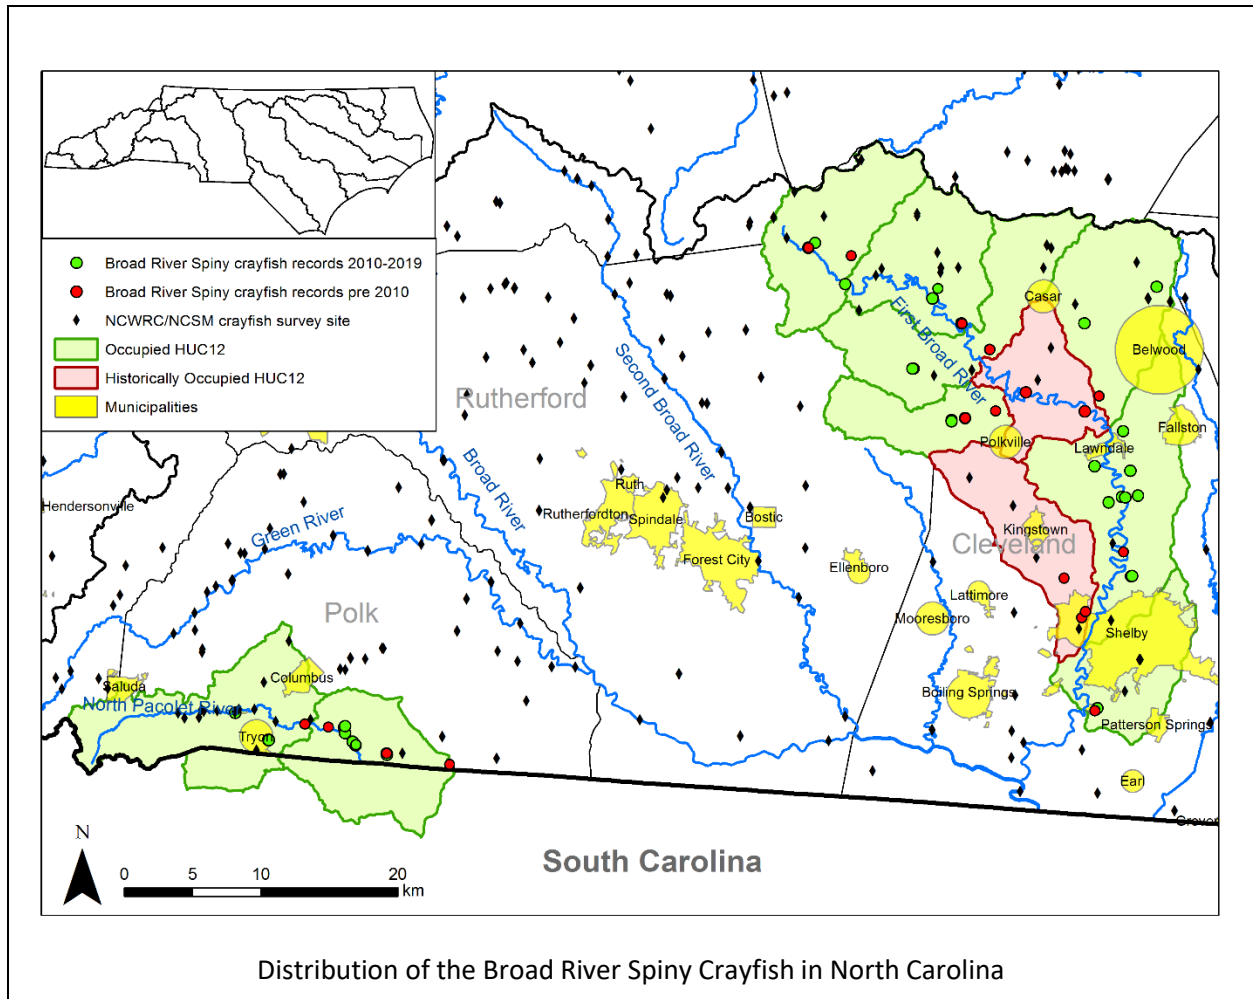 Broad River Spiny crayfish records 2010-2019
Broad River Spiny crayfish records pre 2010
NCWRC/NCSM crayfish survey site
Occupied HUC12
Historically Occupied HUC12
Municipalities
Casar
First Broad River
Belwood
Second Broad River
Rutherford
Fallston
Polkville
Lawndale
Broad River
Hendersonville
Ruth
Green River
Rutherfordton
Spindale
Bostic
Kingstown
Cleveland
Forest City
Ellenboro
Polk
Lattimore
Mooresboro
Shelby
Columbus
Saluda
Boiling Springs
North Pacolet River
Patterson Springs
Tryon
Earl
Grover
N
South Carolina
0 5 10 20
km
Distribution of the Broad River Spiny Crayfish in North Carolina